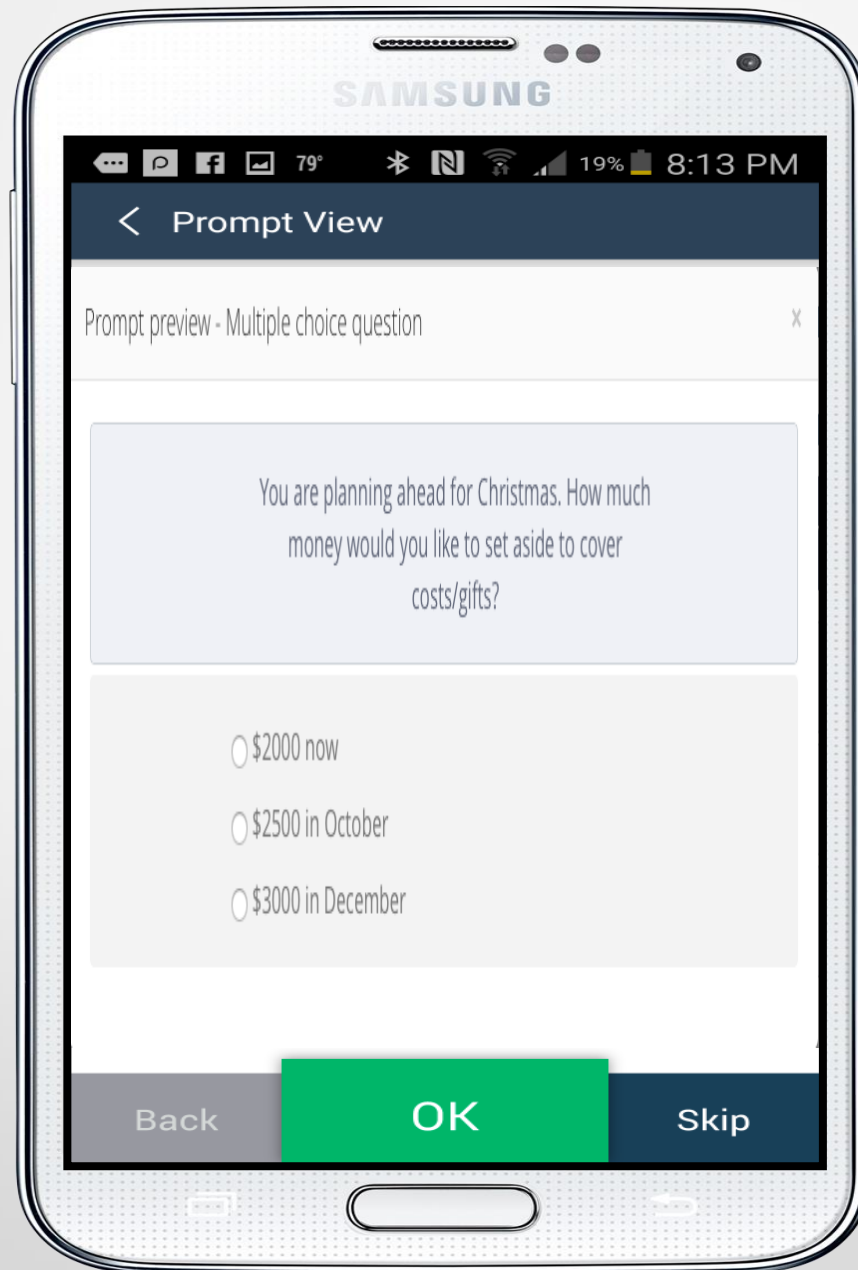 SAMSUNG
79° 19% 8:13 PM
< Prompt View
Prompt preview - Multiple choice question x
You are planning ahead for Christmas. How much
money would you like to set aside to cover
costs/gifts?
$2000 now
$2500 in October
$3000 in December
Back OK Skip